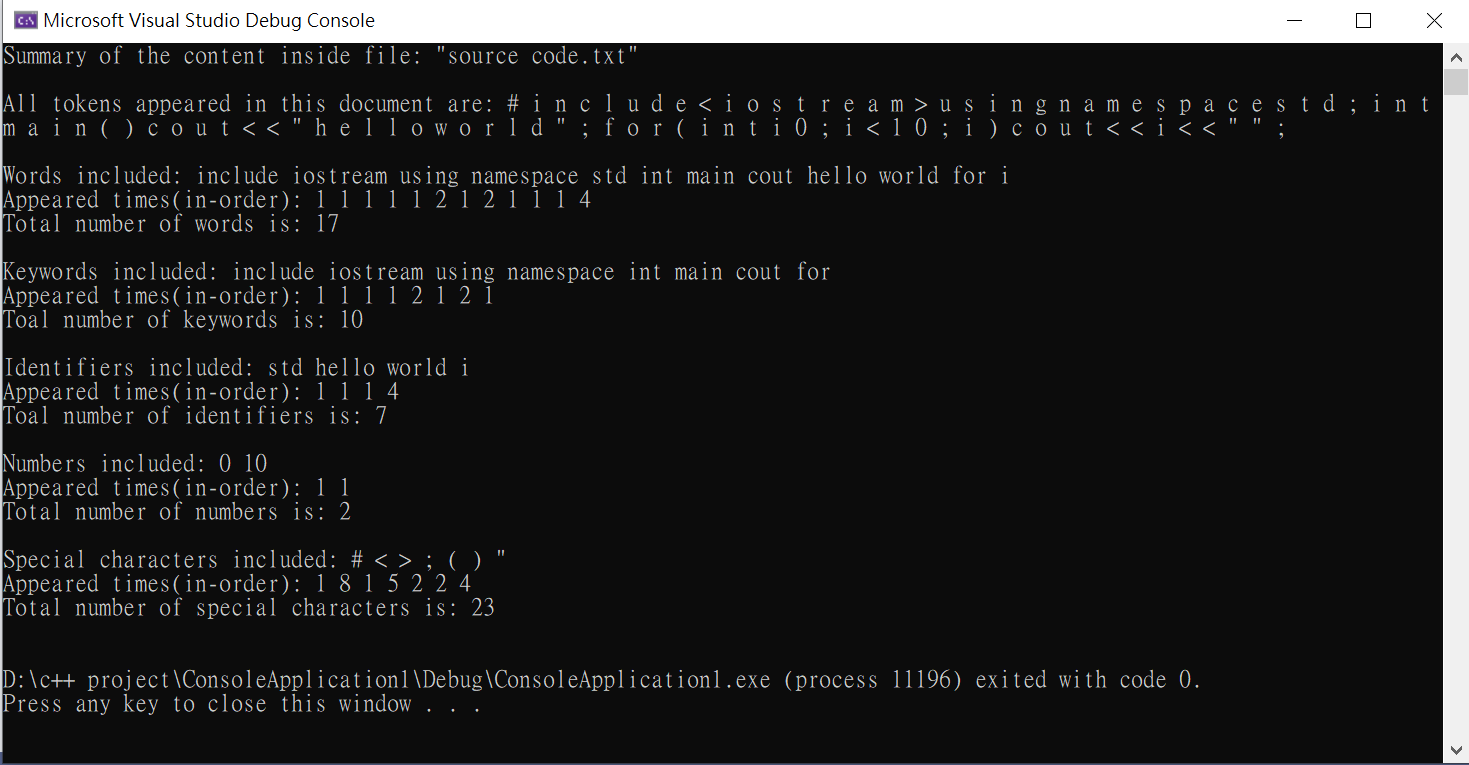 Microsoft Visual Studio Debug Console
Summary of the content inside file: "source code.txt"
All tokens appeared in this document are: # i n c l u d e < i o s t r e a m > u s i n g n a m e s p a c e s t d ; i n t
m a i n ( ) c o u t < < " h e l l o w o r l d " ; f o r ( i n t i 0 ; i < 1 0 ; i ) c o u t < < i < < " " ;
Words included: include iostream using namespace std int main cout hello world for i
Appeared times(in-order): 1 1 1 1 1 2 1 2 1 1 1 4
Total number of words is: 17
Keywords included: include iostream using namespace int main cout for
Appeared times(in-order): 1 1 1 1 2 1 2 1
Toal number of keywords is: 10
Identifiers included: std hello world i
Appeared times(in-order): 1 1 1 4
Toal number of identifiers is: 7
Numbers included: 0 10
Appeared times(in-order): 1 1
Total number of numbers is: 2
Special characters included: # < > ; ( ) "
Appeared times(in-order): 1 8 1 5 2 2 4
Total number of special characters is: 23
D:\c++ project\ConsoleApplication1\Debug\ConsoleApplication1.exe (process 11196) exited with code 0.
Press any key to close this window . . .